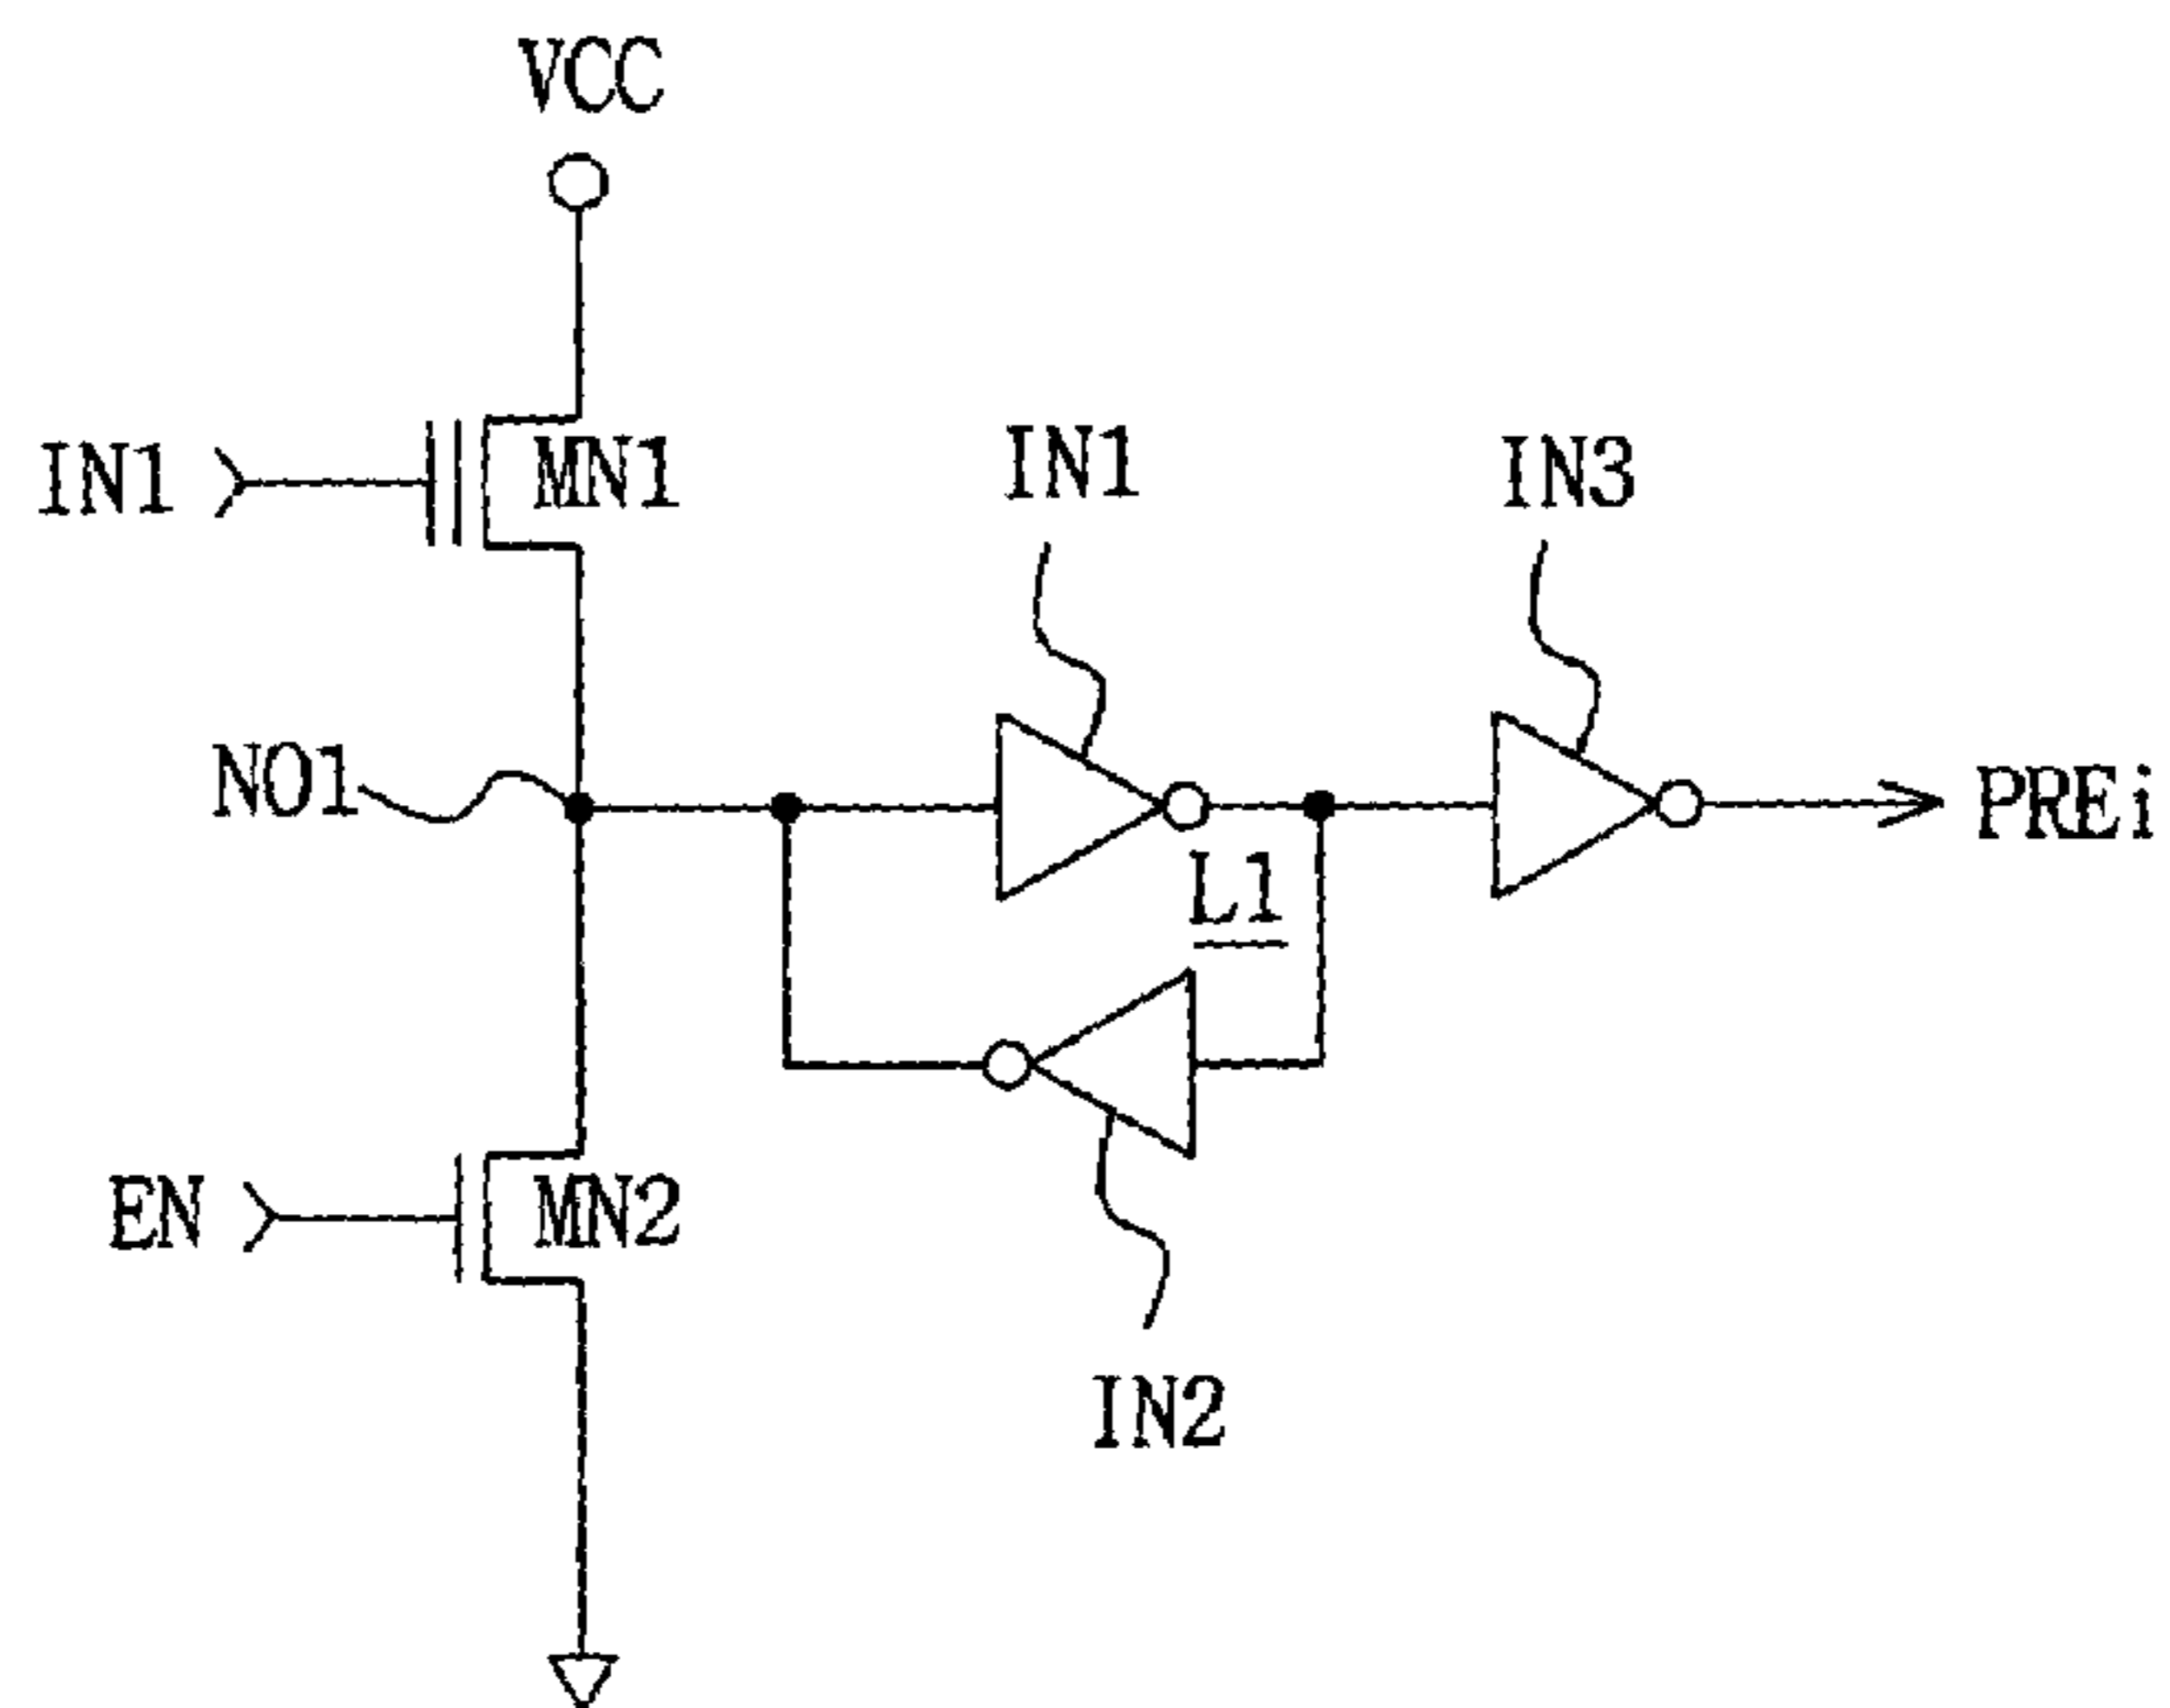 VCC
IN1
MN1
IN1
IN3
NO1
PREi
L1
EN
MN2
IN2